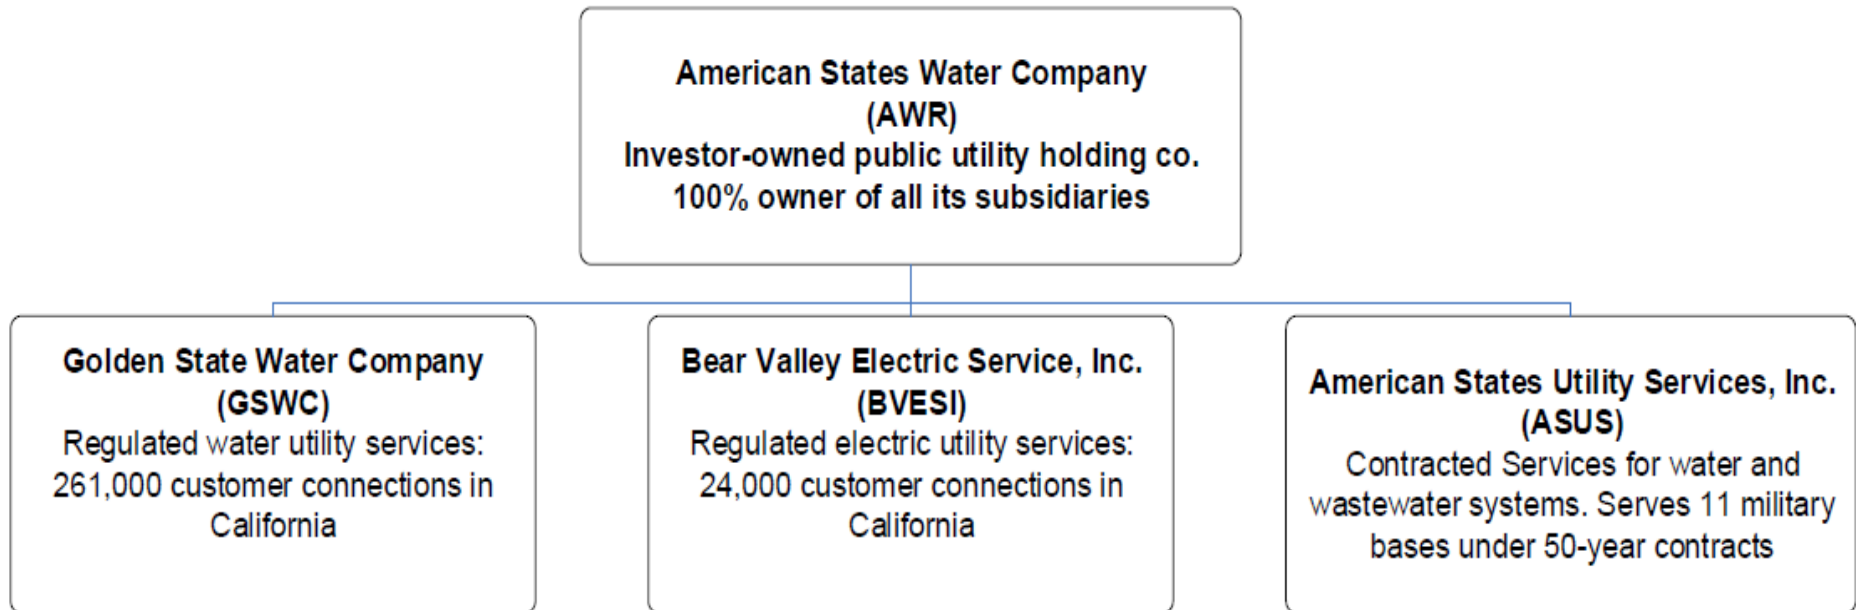 American States Water Company
(AWR)
Investor-owned public utility holding co.
100% owner of all its subsidiaries
Golden State Water Company
(GSWC)
Regulated water utility services:
261,000 customer connections in
California
Bear Valley Electric Service, Inc.
(BVESI)
Regulated electric utility services:
24,000 customer connections in
California
American States Utility Services, Inc.
(ASUS)
Contracted Services for water and
wastewater systems. Serves 11 military
bases under 50-year contracts